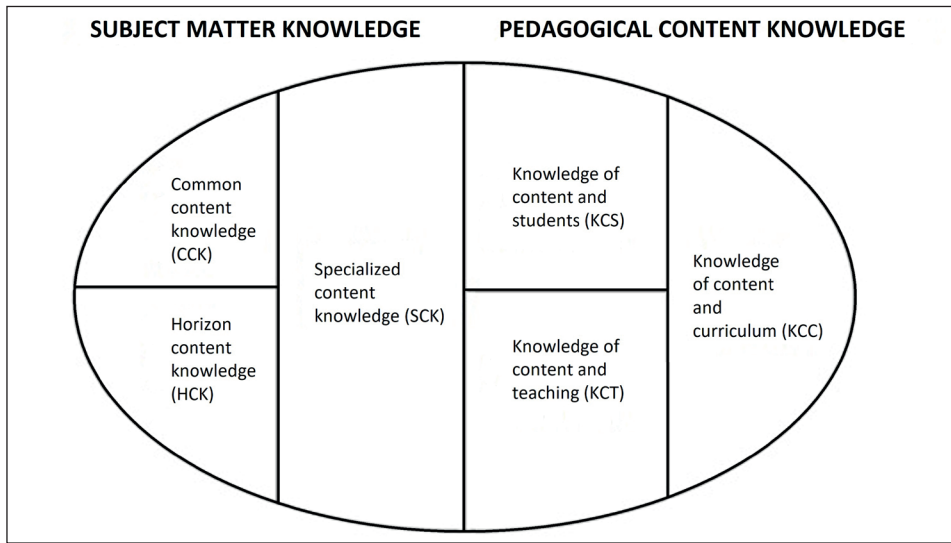 SUBJECT MATTER KNOWLEDGE
PEDAGOGICAL CONTENT KNOWLEDGE
Common
content
knowledge
(CCK)
Horizon
content
knowledge
(HCK)
Specialized
content
knowledge (SCK)
Knowledge of
content and
students (KCS)
Knowledge of
content and
teaching (KCT)
Knowledge
of content
and
curriculum (KCC)